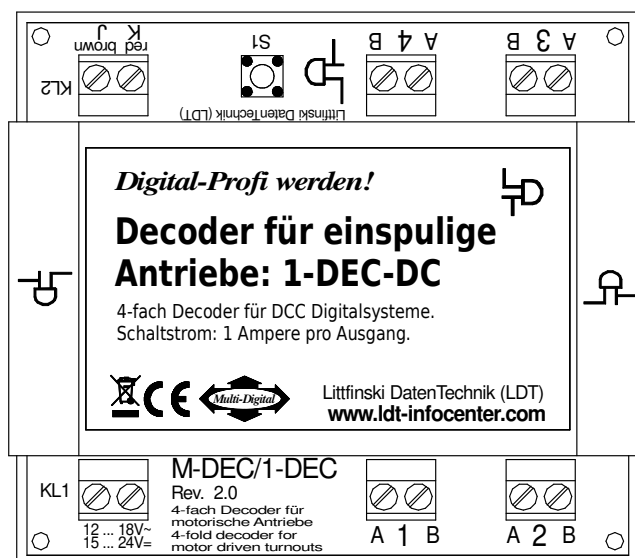 J K
brown red
KL2
S1
B 4 A
B 3 A
Littfinski DatenTechnik (LDT)
Digital-Profi werden!
Decoder für einspulige
Antriebe: 1-DEC-DC
4-fach Decoder für DCC Digitalsysteme.
Schaltstrom: 1 Ampere pro Ausgang.
CE
Multi-Digital
Littfinski DatenTechnik (LDT)
www.ldt-infocenter.com
KL1
12 ... 18V~
15 ... 24V=
M-DEC/1-DEC
Rev. 2.0
4-fach Decoder für
motorische Antriebe
4-fold decoder for
motor driven turnouts
A 1 B
A 2 B